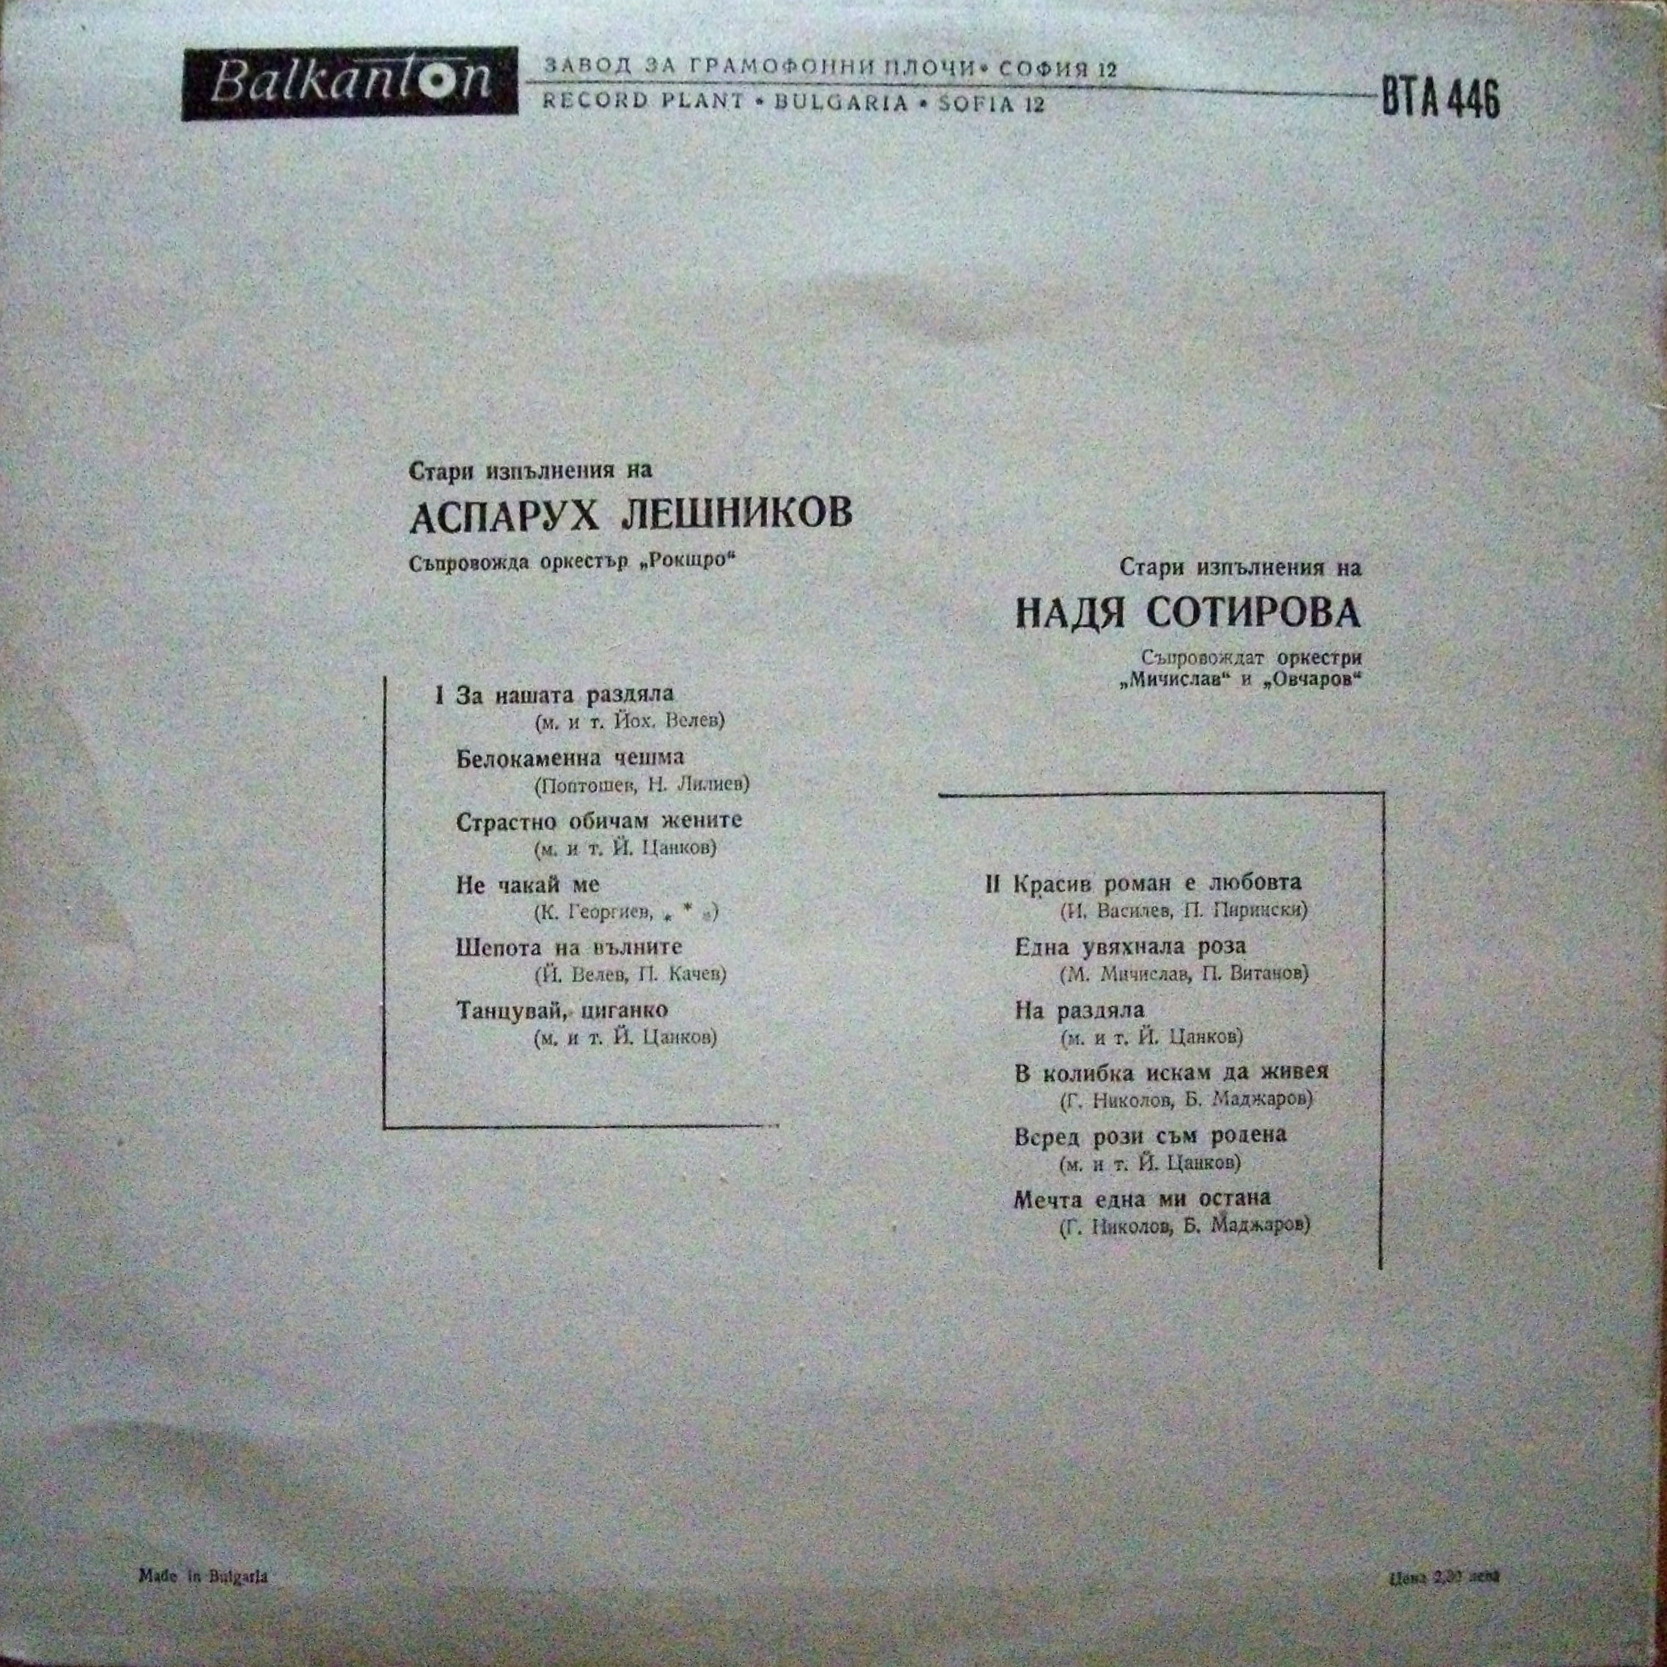 Balkanton
ЗАВОД ЗА ГРАМОФОННИ ПЛОЧИ • СОФИЯ 12
RECORD PLANT • BULGARIA • SOFIA 12
ВТА 446
Стари изпълнения на
АСПАРУХ ЛЕШНИКОВ
Съпровожда оркестър „Рокшро“
I За нашата раздяла
(м. и т. Йох. Велев)
Белокаменна чешма
(Поптошев, Н. Лилиев)
Страстно обичам жените
(м. и т. Й. Цанков)
Не чакай ме
(К. Георгиев, * * *)
Шепота на вълните
(Й. Велев, П. Качев)
Танцувай, циганко
(м. и т. Й. Цанков)
Стари изпълнения на
НАДЯ СОТИРОВА
Съпровождат оркестри
„Мичислав“ и „Овчаров“
II Красив роман е любовта
(И. Василев, П. Пирински)
Една увяхнала роза
(М. Мичислав, П. Витанов)
На раздяла
(м. и т. Й. Цанков)
В колибка искам да живея
(Г. Николов, Б. Маджаров)
Всред рози съм родена
(м. и т. Й. Цанков)
Мечта една ми остана
(Г. Николов, Б. Маджаров)
Made in Bulgaria
Цена лева